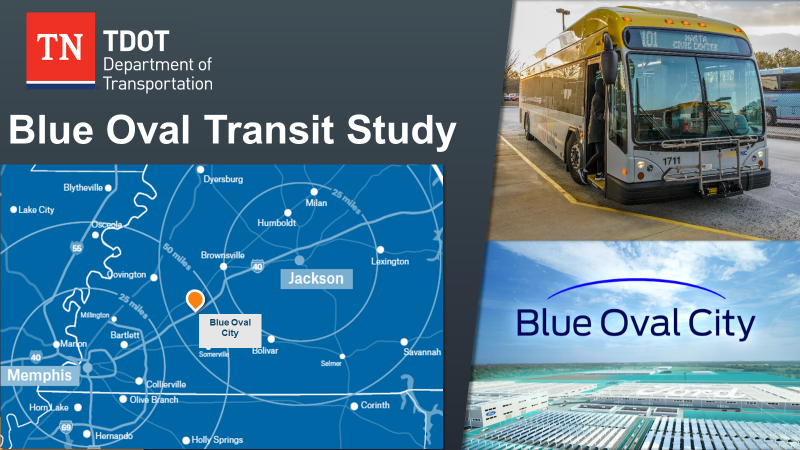 TN
TDOT
Department of
Transportation
Blue Oval Transit Study
Dyersburg
Blytheville
Milan
25 miles
Lake City
Humboldt
Osceola
55
50 miles
Brownsville
40
Lexington
Covington
Jackson
25 miles
Millington
Blue Oval
City
Bartlett
Marion
Somerville
Bolivar
Savannah
40
Selmer
Memphis
Collierville
Olive Branch
Horn Lake
Corinth
69
Hernando
Holly Springs
101
MARTA
CIVIC CENTER
1711
Blue Oval City